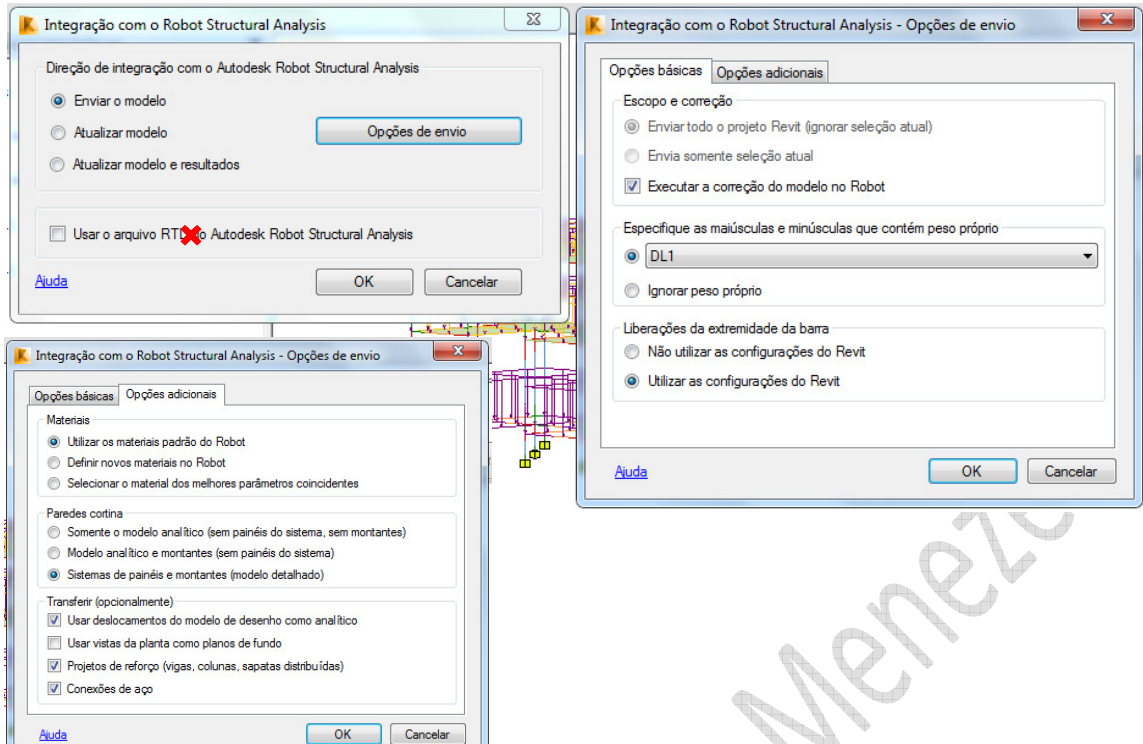 Integração com o Robot Structural Analysis
Direção de integração com o Autodesk Robot Structural Analysis
Enviar o modelo
Atualizar modelo
Opções de envio
Atualizar modelo e resultados
Usar o arquivo RTD do Autodesk Robot Structural Analysis
Ajuda
OK
Cancelar
Integração com o Robot Structural Analysis - Opções de envio
Opções básicas
Opções adicionais
Escopo e correção
Enviar todo o projeto Revit (ignorar seleção atual)
Envia somente seleção atual
Executar a correção do modelo no Robot
Especifique as maiúsculas e minúsculas que contém peso próprio
DL1
Ignorar peso próprio
Liberações da extremidade da barra
Não utilizar as configurações do Revit
Utilizar as configurações do Revit
Ajuda
OK
Cancelar
Integração com o Robot Structural Analysis - Opções de envio
Opções básicas
Opções adicionais
Materiais
Utilizar os materiais padrão do Robot
Definir novos materiais no Robot
Selecionar o material dos melhores parâmetros coincidentes
Paredes cortina
Somente o modelo analítico (sem painéis do sistema, sem montantes)
Modelo analítico e montantes (sem painéis do sistema)
Sistemas de painéis e montantes (modelo detalhado)
Transferir (opcionalmente)
Usar deslocamentos do modelo de desenho como analítico
Usar vistas da planta como planos de fundo
Projetos de reforço (vigas, colunas, sapatas distribuídas)
Conexões de aço
Ajuda
OK
Cancelar